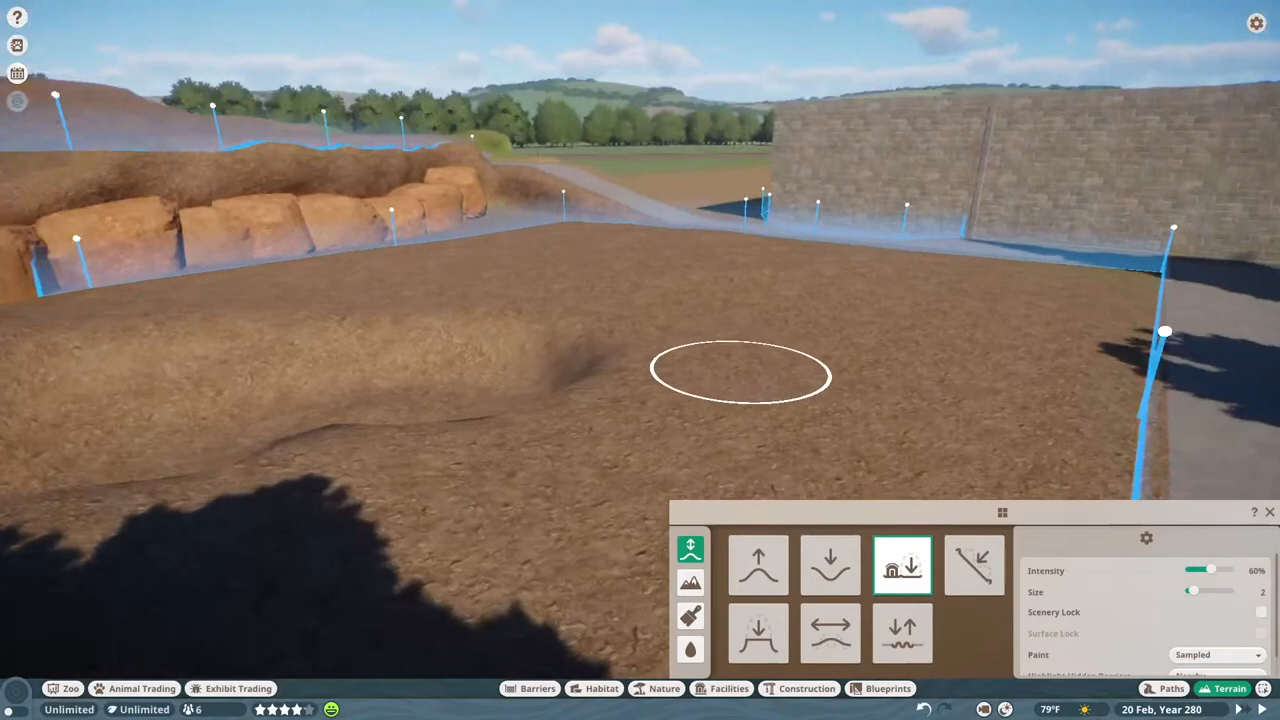 ?
? ×
Intensity 60%
Size 2
Scenery Lock
Surface Lock
Paint Sampled
Zoo Animal Trading Exhibit Trading Barriers Habitat Nature Facilities Construction Blueprints Paths Terrain
Unlimited Unlimited 6 79°F 20 Feb, Year 280